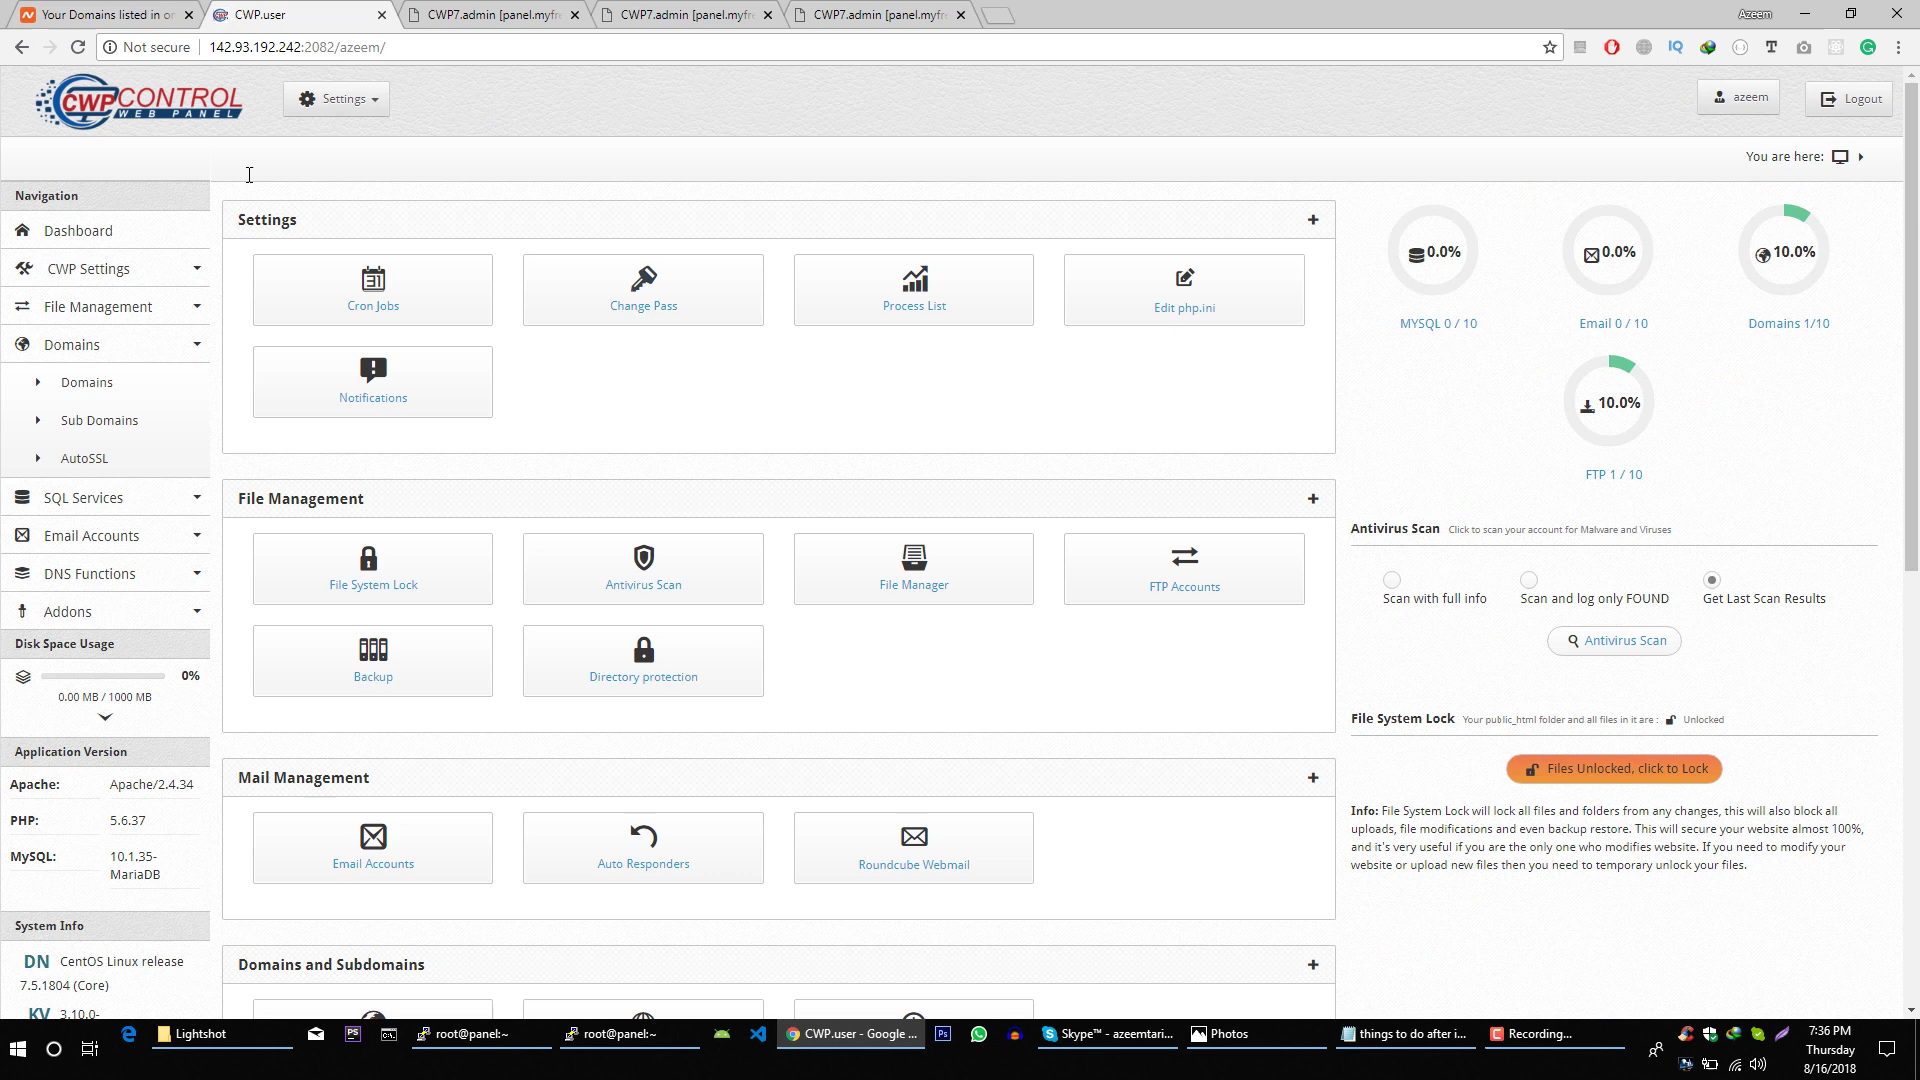 Your Domains listed in on
CWP.user
CWP7.admin [panel.myfre
CWP7.admin [panel.myfre
CWP7.admin [panel.myfre
Azeem
Not secure
142.93.192.242:2082/azeem/
CWP CONTROL
WEB PANEL
Settings
azeem
Logout
You are here:
Navigation
Dashboard
CWP Settings
File Management
Domains
Domains
Sub Domains
AutoSSL
SQL Services
Email Accounts
DNS Functions
Addons
Disk Space Usage
0%
0.00 MB / 1000 MB
Application Version
Apache: Apache/2.4.34
PHP: 5.6.37
MySQL: 10.1.35-
MariaDB
System Info
DN CentOS Linux release
7.5.1804 (Core)
KV 3.10.0-
Settings
Cron Jobs
Change Pass
Process List
Edit php.ini
Notifications
File Management
File System Lock
Antivirus Scan
File Manager
FTP Accounts
Backup
Directory protection
Mail Management
Email Accounts
Auto Responders
Roundcube Webmail
Domains and Subdomains
0.0%
0.0%
10.0%
MYSQL 0 / 10
Email 0 / 10
Domains 1/10
10.0%
FTP 1 / 10
Antivirus Scan Click to scan your account for Malware and Viruses
Scan with full info
Scan and log only FOUND
Get Last Scan Results
Antivirus Scan
File System Lock Your public_html folder and all files in it are : Unlocked
Files Unlocked, click to Lock
Info: File System Lock will lock all files and folders from any changes, this will also block all
uploads, file modifications and even backup restore. This will secure your website almost 100%,
and it's very useful if you are the only one who modifies website. If you need to modify your
website or upload new files then you need to temporary unlock your files.
Lightshot
root@panel:~
root@panel:~
CWP.user - Google ...
Skype™ - azeemtari...
Photos
things to do after i...
Recording...
7:36 PM
Thursday
8/16/2018